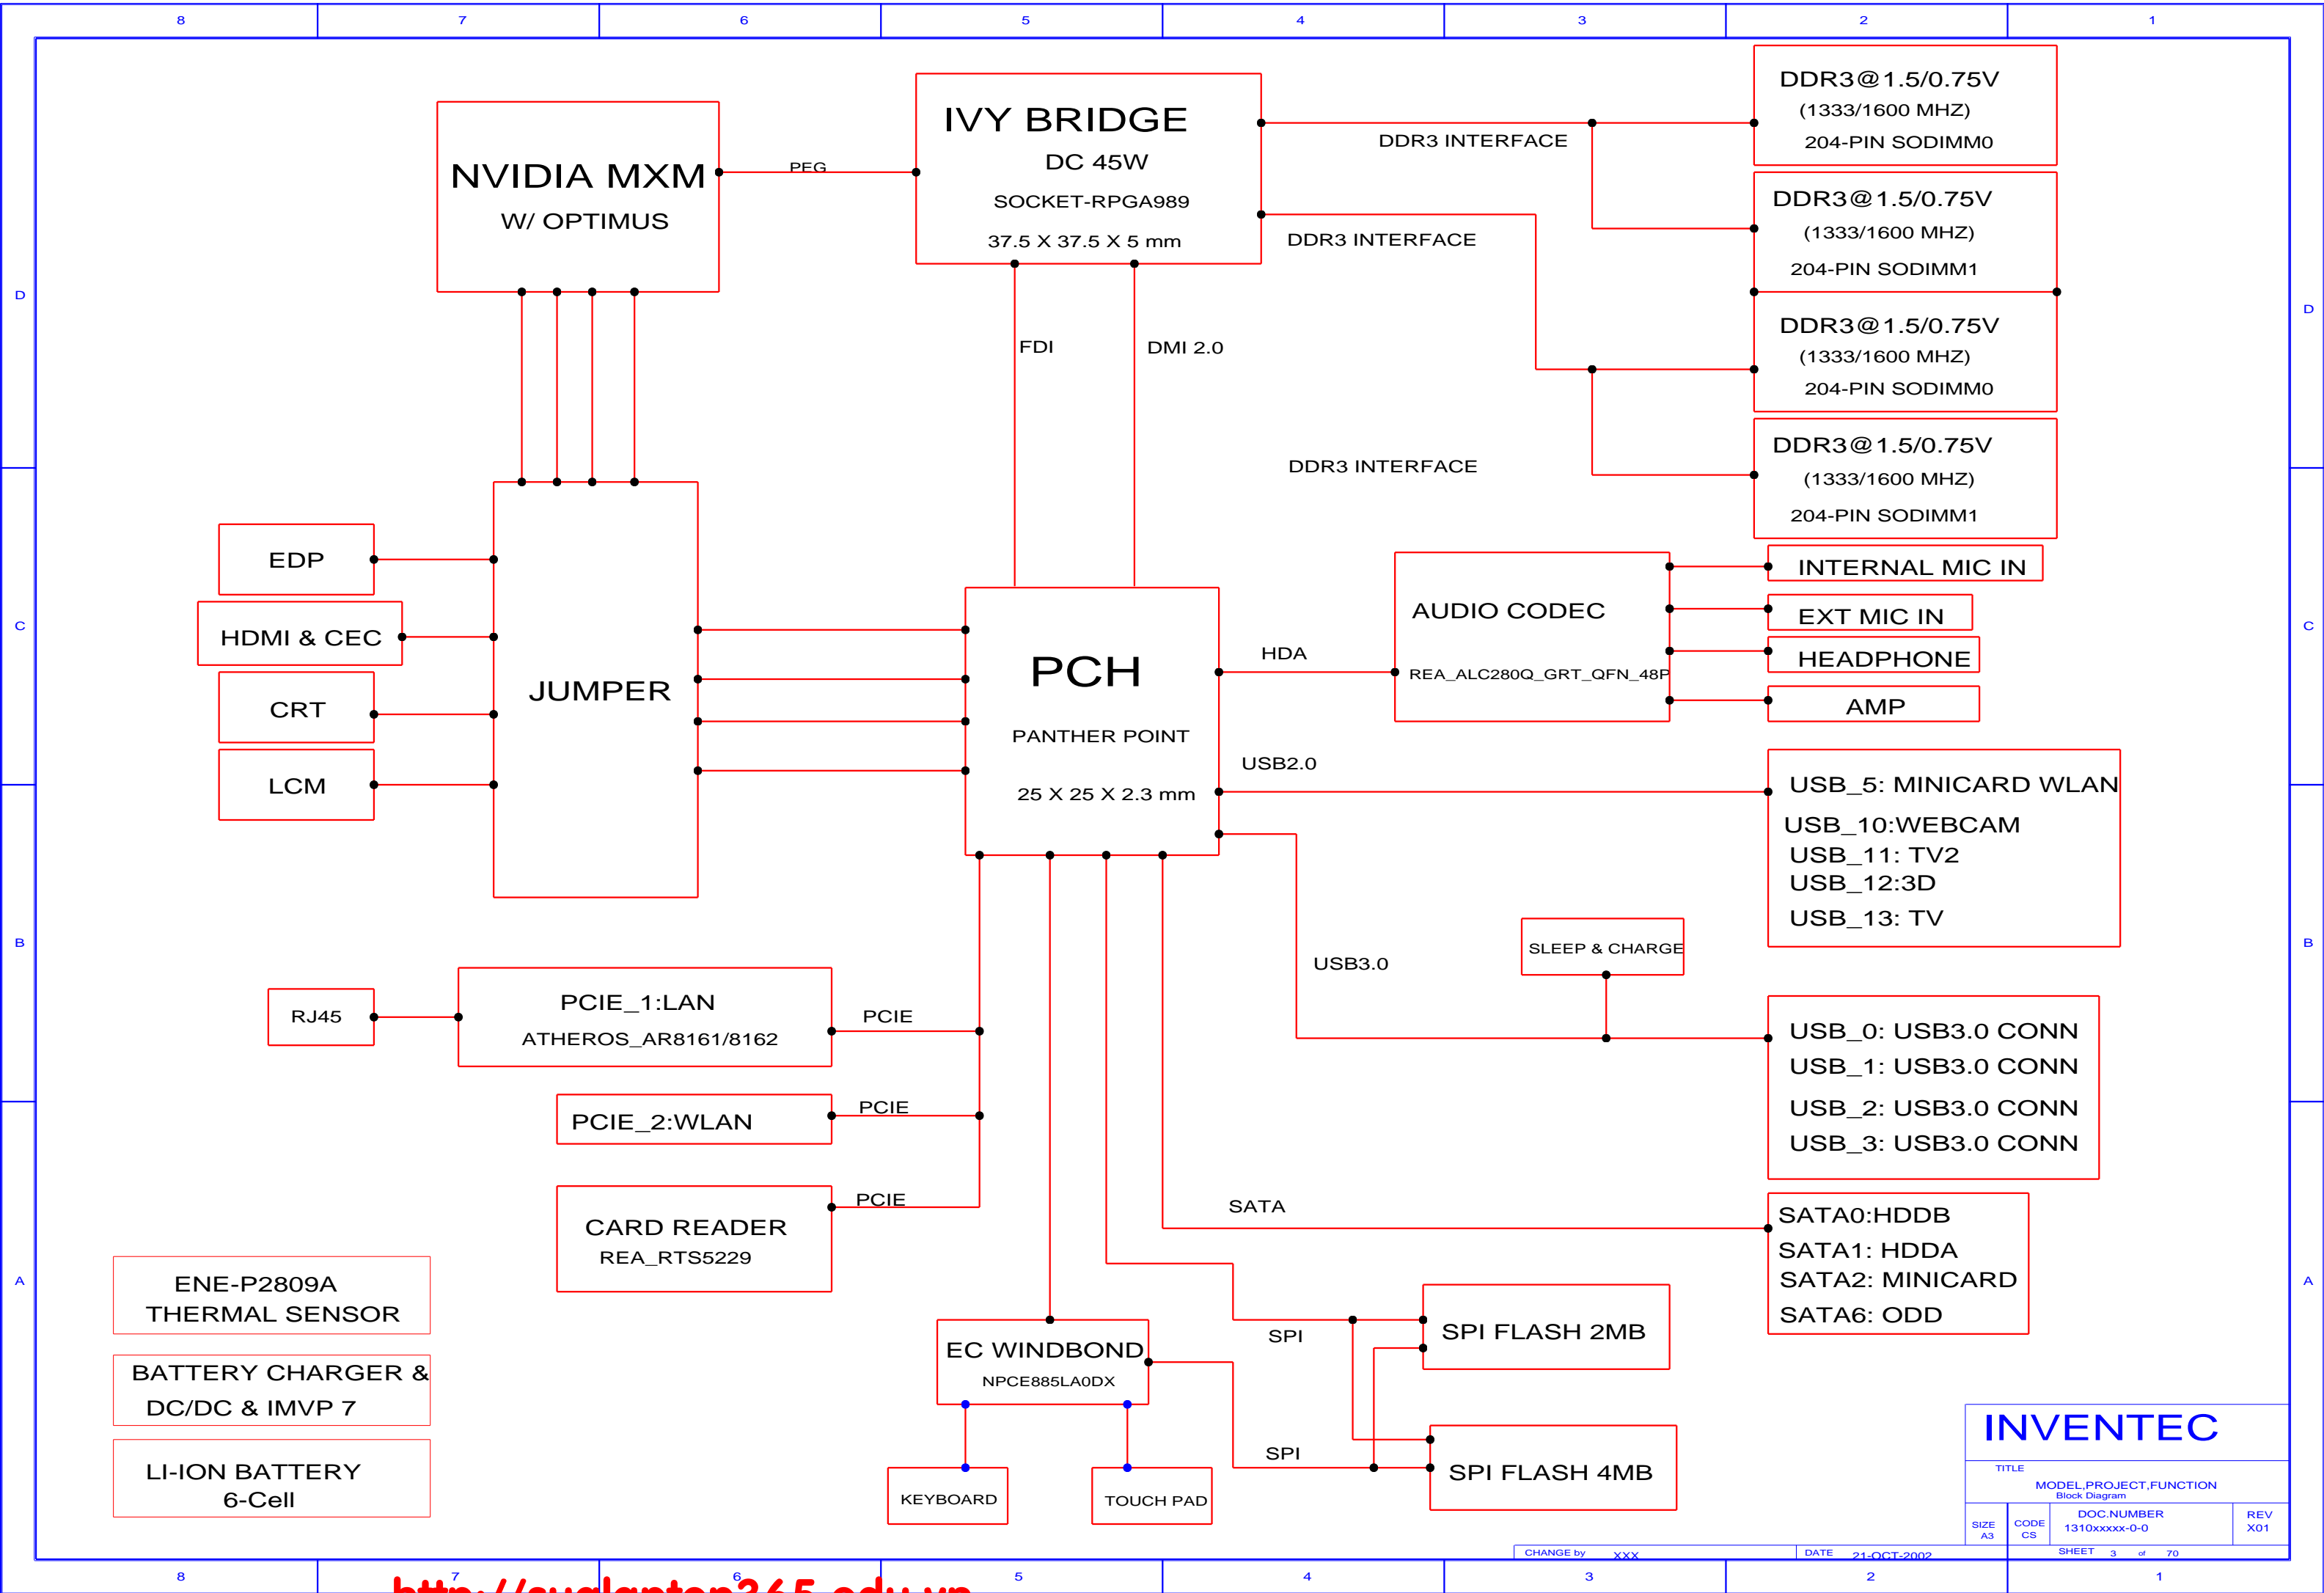 8 7 6 5 4 3 2 1
NVIDIA MXM
W/ OPTIMUS
PEG
IVY BRIDGE
DC 45W
SOCKET-RPGA989
37.5 X 37.5 X 5 mm
DDR3 INTERFACE
DDR3 INTERFACE
DDR3 INTERFACE
DDR3@1.5/0.75V
(1333/1600 MHZ)
204-PIN SODIMM0
DDR3@1.5/0.75V
(1333/1600 MHZ)
204-PIN SODIMM1
DDR3@1.5/0.75V
(1333/1600 MHZ)
204-PIN SODIMM0
DDR3@1.5/0.75V
(1333/1600 MHZ)
204-PIN SODIMM1
D
D
FDI
DMI 2.0
EDP
HDMI & CEC
CRT
LCM
JUMPER
C
C
PCH
PANTHER POINT
25 X 25 X 2.3 mm
HDA
AUDIO CODEC
REA_ALC280Q_GRT_QFN_48P
INTERNAL MIC IN
EXT MIC IN
HEADPHONE
AMP
USB2.0
USB_5: MINICARD WLAN
USB_10:WEBCAM
USB_11: TV2
USB_12:3D
USB_13: TV
B
B
SLEEP & CHARGE
USB3.0
USB_0: USB3.0 CONN
USB_1: USB3.0 CONN
USB_2: USB3.0 CONN
USB_3: USB3.0 CONN
RJ45
PCIE_1:LAN
ATHEROS_AR8161/8162
PCIE
PCIE_2:WLAN
PCIE
CARD READER
REA_RTS5229
PCIE
SATA
SATA0:HDDB
SATA1: HDDA
SATA2: MINICARD
SATA6: ODD
A
A
ENE-P2809A
THERMAL SENSOR
BATTERY CHARGER &
DC/DC & IMVP 7
LI-ION BATTERY
6-Cell
EC WINDBOND
NPCE885LA0DX
KEYBOARD
TOUCH PAD
SPI
SPI
SPI FLASH 2MB
SPI FLASH 4MB
INVENTEC
TITLE
MODEL,PROJECT,FUNCTION
Block Diagram
SIZE
A3
CODE
CS
DOC.NUMBER
1310xxxxx-0-0
REV
X01
CHANGE by XXX
DATE 21-OCT-2002
SHEET 3 of 70
8 7 6 5 4 3 2 1
http://sualaptop365.edu.vn